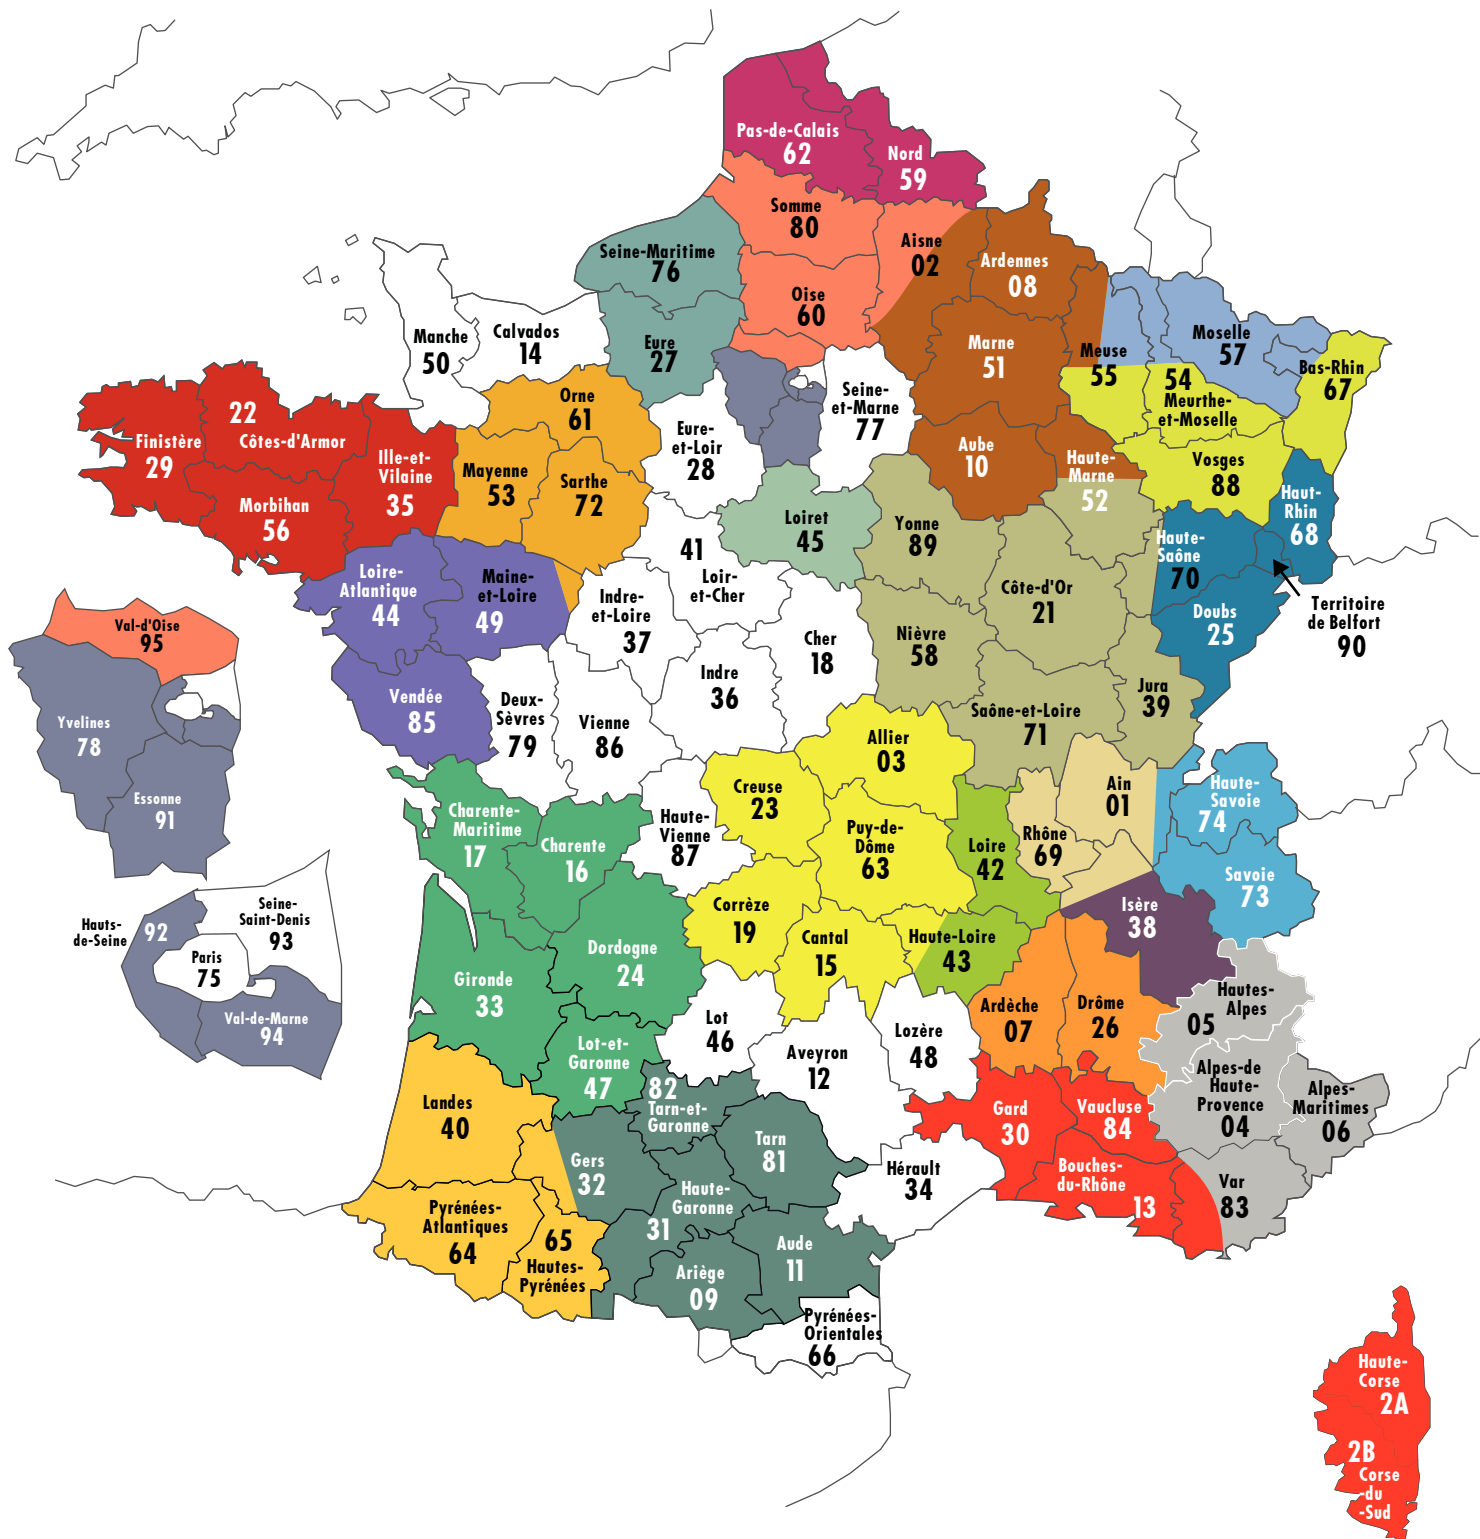 Pas-de-Calais
62
Nord
59
Somme
80
Aisne
02
Ardennes
08
Seine-Maritime
76
Oise
60
Manche
50
Calvados
14
Eure
27
Marne
51
Meuse
55
Moselle
57
54
Meurthe-
et-Moselle
Bas-Rhin
67
Seine-
et-Marne
77
Orne
61
22
Côtes-d'Armor
Finistère
29
Ille-et-
Vilaine
35
Morbihan
56
Mayenne
53
Sarthe
72
Eure-
et-Loir
28
Aube
10
Haute-
Marne
52
Vosges
88
Haut-
Rhin
68
Loiret
45
Yonne
89
Haute-
Saône
70
41
Loir-
et-Cher
Loire-
Atlantique
44
Maine-
et-Loire
49
Indre-
et-Loire
37
Cher
18
Nièvre
58
Côte-d'Or
21
Doubs
25
Territoire
de Belfort
90
Val-d'Oise
95
Yvelines
78
Essonne
91
Vendée
85
Deux-
Sèvres
79
Vienne
86
Indre
36
Allier
03
Saône-et-Loire
71
Jura
39
Creuse
23
Ain
01
Haute-
Savoie
74
Charente-
Maritime
17
Charente
16
Haute-
Vienne
87
Puy-de-
Dôme
63
Loire
42
Rhône
69
Savoie
73
Hauts-
de-Seine
92
Seine-
Saint-Denis
93
Paris
75
Val-de-Marne
94
Corrèze
19
Cantal
15
Haute-Loire
43
Isère
38
Gironde
33
Dordogne
24
Lot
46
Lozère
48
Ardèche
07
Drôme
26
Hautes-
Alpes
05
Lot-et-
Garonne
47
Aveyron
12
82
Tarn-et-
Garonne
Landes
40
Tarn
81
Gard
30
Vaucluse
84
Alpes-de
Haute-
Provence
04
Alpes-
Maritimes
06
Gers
32
Hérault
34
Bouches-
du-Rhône
13
Var
83
Haute-
Garonne
31
Pyrénées-
Atlantiques
64
65
Hautes-
Pyrénées
Ariège
09
Aude
11
Pyrénées-
Orientales
66
Haute-
Corse
2A
2B
Corse
-du
-Sud